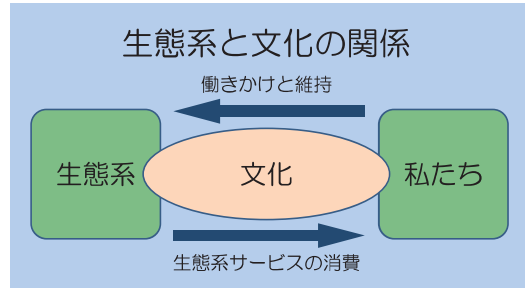 生態系と文化の関係
働きかけと維持
生態系
文化
私たち
生態系サービスの消費